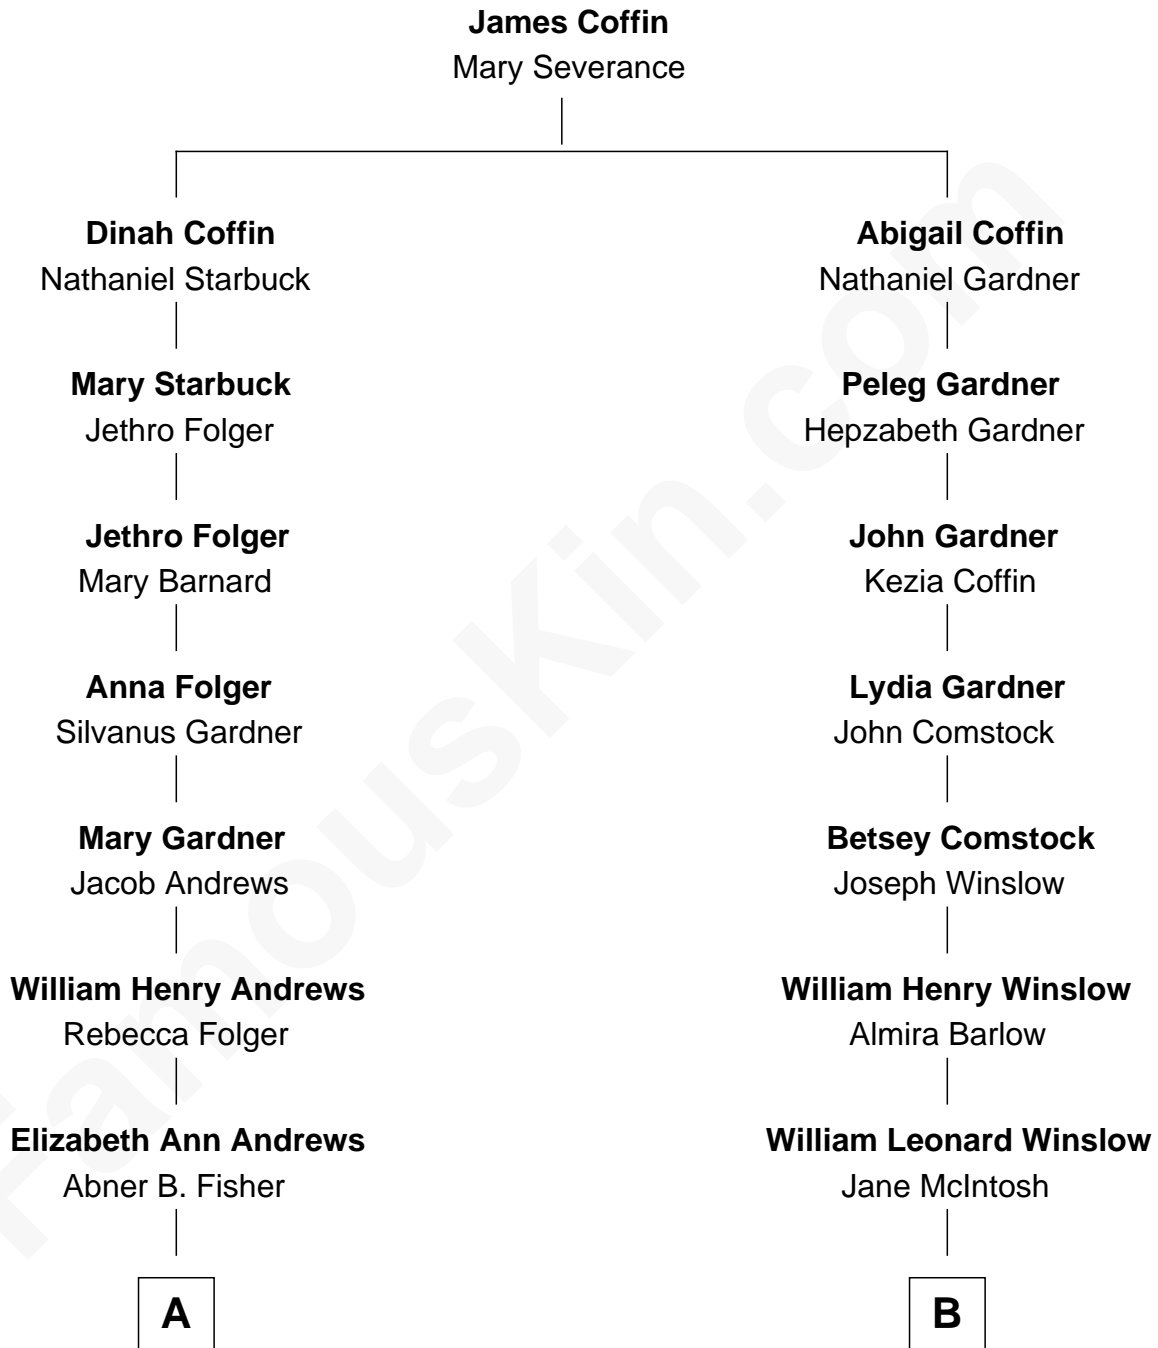 James Coffin
Mary Severance
Dinah Coffin
Nathaniel Starbuck
Abigail Coffin
Nathaniel Gardner
Mary Starbuck
Jethro Folger
Peleg Gardner
Hepzabeth Gardner
Jethro Folger
Mary Barnard
John Gardner
Kezia Coffin
Anna Folger
Silvanus Gardner
Lydia Gardner
John Comstock
Mary Gardner
Jacob Andrews
Betsey Comstock
Joseph Winslow
William Henry Andrews
Rebecca Folger
William Henry Winslow
Almira Barlow
Elizabeth Ann Andrews
Abner B. Fisher
William Leonard Winslow
Jane McIntosh
A
B
FamousKin.com